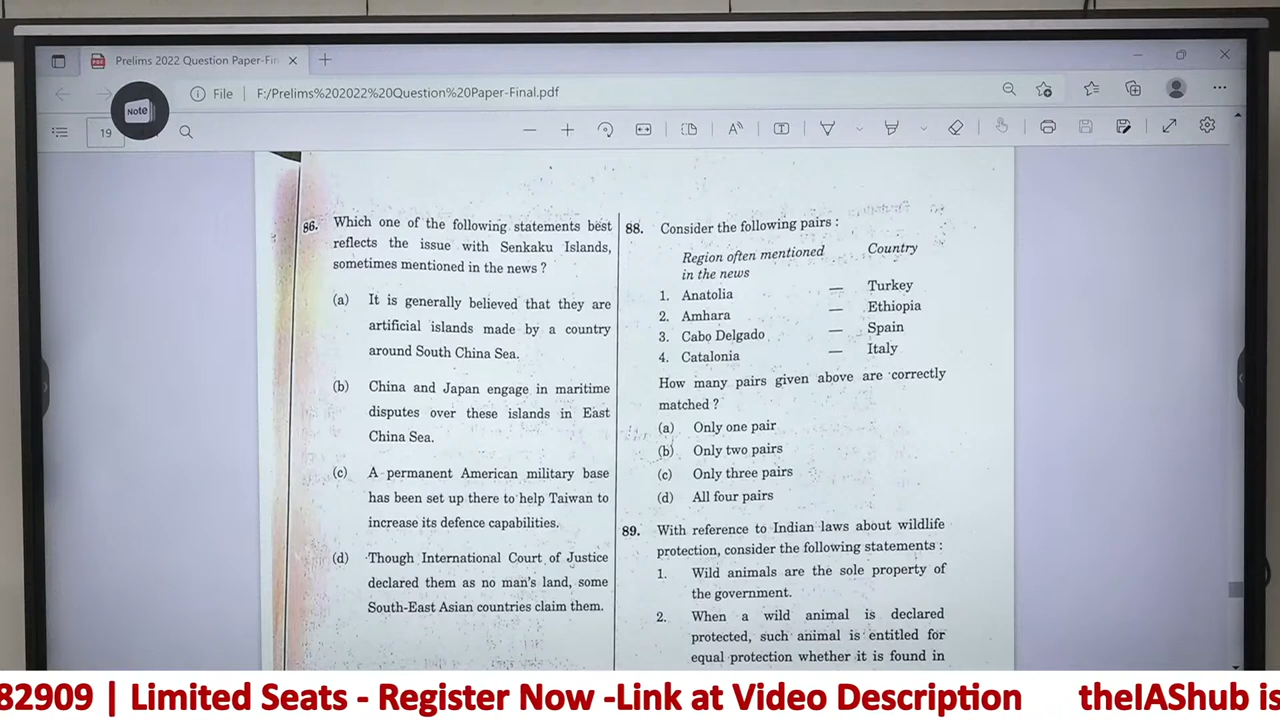 Prelims 2022 Question Paper-Fin
Note
File F:/Prelims%202022%20Question%20Paper-Final.pdf
19
86. Which one of the following statements best
reflects the issue with Senkaku Islands,
sometimes mentioned in the news ?
(a) It is generally believed that they are
artificial islands made by a country
around South China Sea.
(b) China and Japan engage in maritime
disputes over these islands in East
China Sea.
(c) A permanent American military base
has been set up there to help Taiwan to
increase its defence capabilities.
(d) Though International Court of Justice
declared them as no man's land, some
South-East Asian countries claim them.
88. Consider the following pairs :
Region often mentioned Country
in the news
1. Anatolia — Turkey
2. Amhara — Ethiopia
3. Cabo Delgado — Spain
4. Catalonia — Italy
How many pairs given above are correctly
matched ?
(a) Only one pair
(b) Only two pairs
(c) Only three pairs
(d) All four pairs
89. With reference to Indian laws about wildlife
protection, consider the following statements :
1. Wild animals are the sole property of
the government.
2. When a wild animal is declared
protected, such animal is entitled for
equal protection whether it is found in
82909 | Limited Seats - Register Now -Link at Video Description theIAShub is